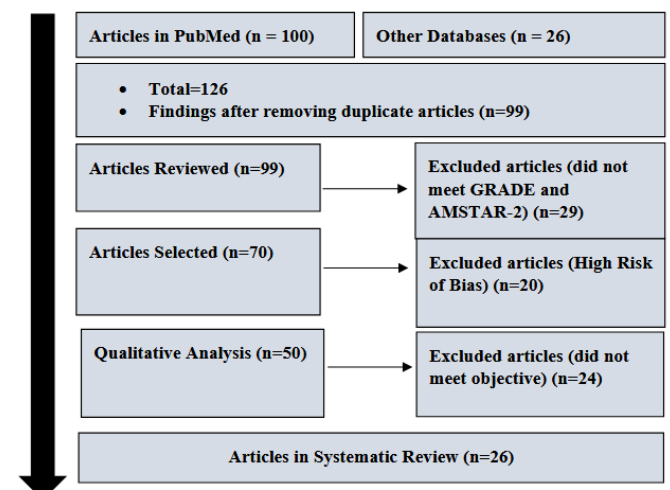 Articles in PubMed (n = 100)
Other Databases (n = 26)
• Total=126
• Findings after removing duplicate articles (n=99)
Articles Reviewed (n=99)
Excluded articles (did not
meet GRADE and
AMSTAR-2) (n=29)
Articles Selected (n=70)
Excluded articles (High Risk
of Bias) (n=20)
Qualitative Analysis (n=50)
Excluded articles (did not
meet objective) (n=24)
Articles in Systematic Review (n=26)